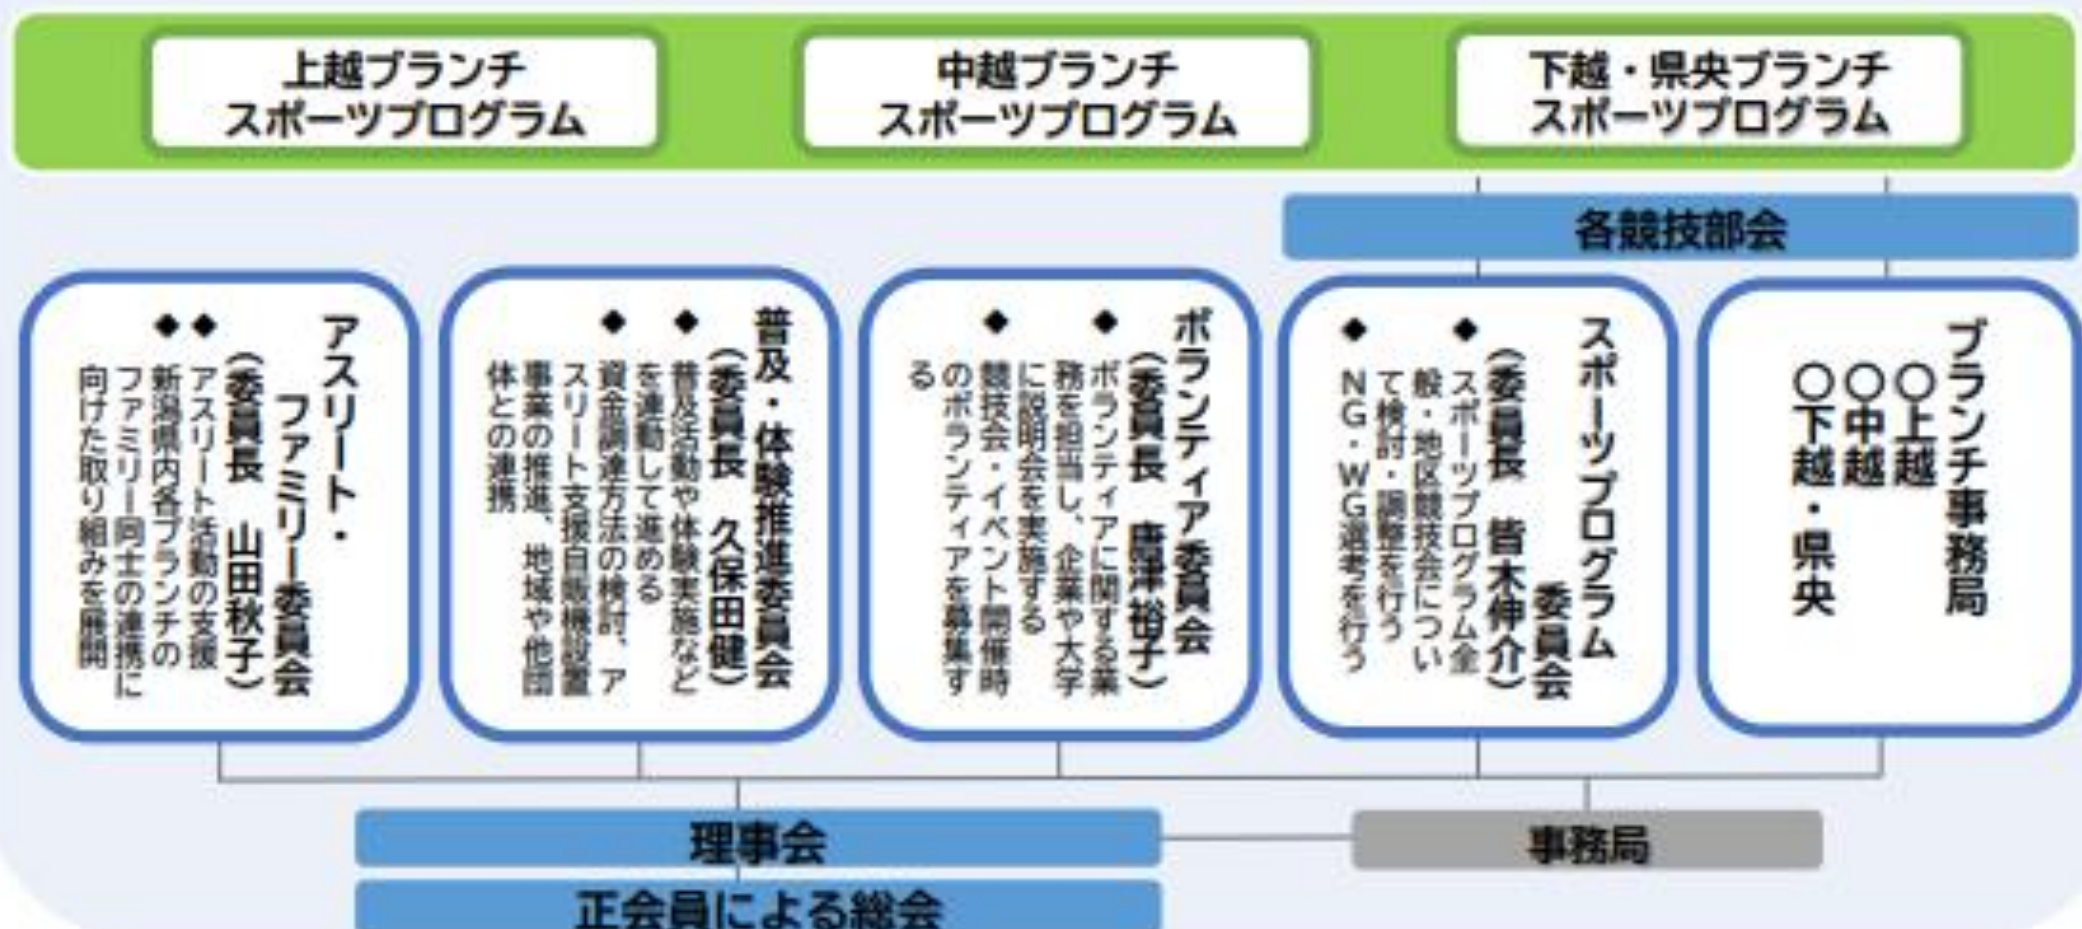 上越ブランチ
スポーツプログラム
中越ブランチ
スポーツプログラム
下越・県央ブランチ
スポーツプログラム
各競技部会
アスリート・
ファミリー委員会
(委員長 山田秋子)
◆ アスリート活動の支援
◆ 新潟県内各ブランチの
ファミリー同士の連携に
向けた取り組みを展開
普及・体験推進委員会
(委員長 久保田健)
◆ 普及活動や体験実施など
を連動して進める
◆ 資金調達方法の検討、ア
スリート支援自販機設置
事業の推進、地域や他団
体との連携
ボランティア委員会
(委員長 唐津裕子)
◆ ボランティアに関する業
務を担当し、企業や大学
に説明会を実施する
◆ 競技会・イベント開催時
のボランティアを募集す
る
スポーツプログラム
委員会
(委員長 皆木伸介)
◆ スポーツプログラム全
般・地区競技会につい
て検討・調整を行う
◆ NG・WG選考を行う
ブランチ事務局
〇上越
〇中越
〇下越・県央
理事会
事務局
正会員による総会